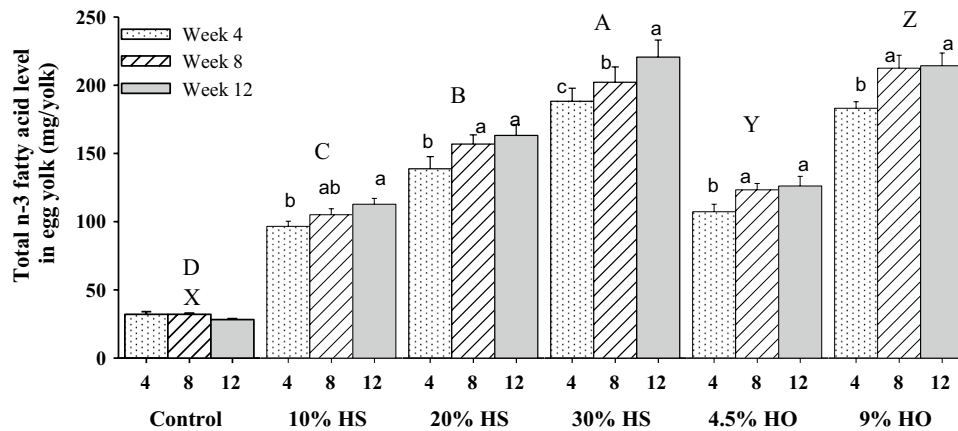 Total n-3 fatty acid level
in egg yolk (mg/yolk)
250
200
150
100
50
0
Week 4
Week 8
Week 12
D
X
C
b
ab
a
B
b
a
a
A
c
b
a
Y
b
a
a
Z
b
a
a
4 8 12 4 8 12 4 8 12 4 8 12 4 8 12 4 8 12
Control 10% HS 20% HS 30% HS 4.5% HO 9% HO